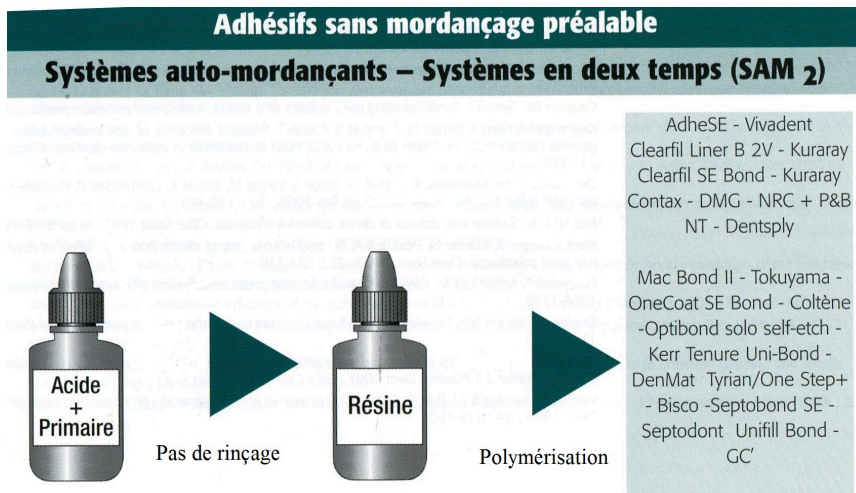 Adhésifs sans mordançage préalable
Systèmes auto-mordançants – Systèmes en deux temps (SAM 2)
AdheSE - Vivadent
Clearfil Liner B 2V - Kuraray
Clearfil SE Bond - Kuraray
Contax - DMG - NRC + P&B
NT - Dentsply
Mac Bond II - Tokuyama -
OneCoat SE Bond - Coltène
-Optibond solo self-etch -
Kerr Tenure Uni-Bond -
DenMat Tyrian/One Step+
- Bisco -Septobond SE -
Septodont Unifill Bond -
GC'
Acide
+
Primaire
Pas de rinçage
Résine
Polymérisation